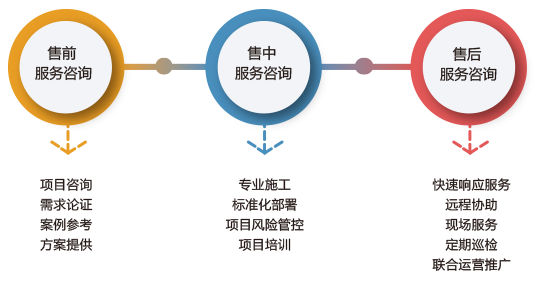 售前
服务咨询
项目咨询
需求论证
案例参考
方案提供
售中
服务咨询
专业施工
标准化部署
项目风险管控
项目培训
售后
服务咨询
快速响应服务
远程协助
现场服务
定期巡检
联合运营推广